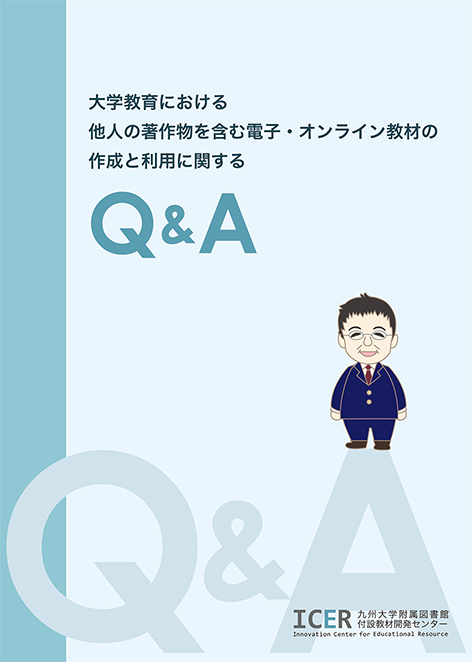 大学教育における
他人の著作物を含む電子・オンライン教材の
作成と利用に関する
Q&A
Q&A
ICER 九州大学附属図書館
付設教材開発センター
Innovation Center for Educational Resource